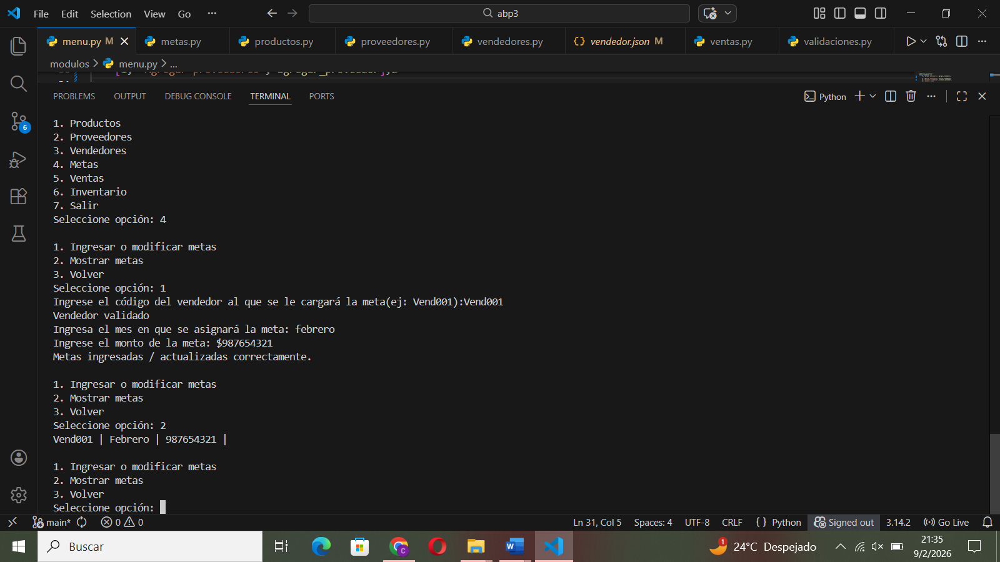 File Edit Selection View Go ··· abp3
menu.py M metas.py productos.py proveedores.py vendedores.py {} vendedor.json M ventas.py validaciones.py ···
modulos > menu.py > ...
PROBLEMS OUTPUT DEBUG CONSOLE TERMINAL PORTS Python ···
1. Productos
2. Proveedores
3. Vendedores
4. Metas
5. Ventas
6. Inventario
7. Salir
Seleccione opción: 4
1. Ingresar o modificar metas
2. Mostrar metas
3. Volver
Seleccione opción: 1
Ingrese el código del vendedor al que se le cargará la meta(ej: Vend001):Vend001
Vendedor validado
Ingresa el mes en que se asignará la meta: febrero
Ingrese el monto de la meta: $987654321
Metas ingresadas / actualizadas correctamente.
1. Ingresar o modificar metas
2. Mostrar metas
3. Volver
Seleccione opción: 2
Vend001 | Febrero | 987654321 |
1. Ingresar o modificar metas
2. Mostrar metas
3. Volver
Seleccione opción:
6
main* 0 0 Ln 31, Col 5 Spaces: 4 UTF-8 CRLF {} Python Signed out 3.14.2 Go Live
Buscar 1 24°C Despejado 21:35
9/2/2026